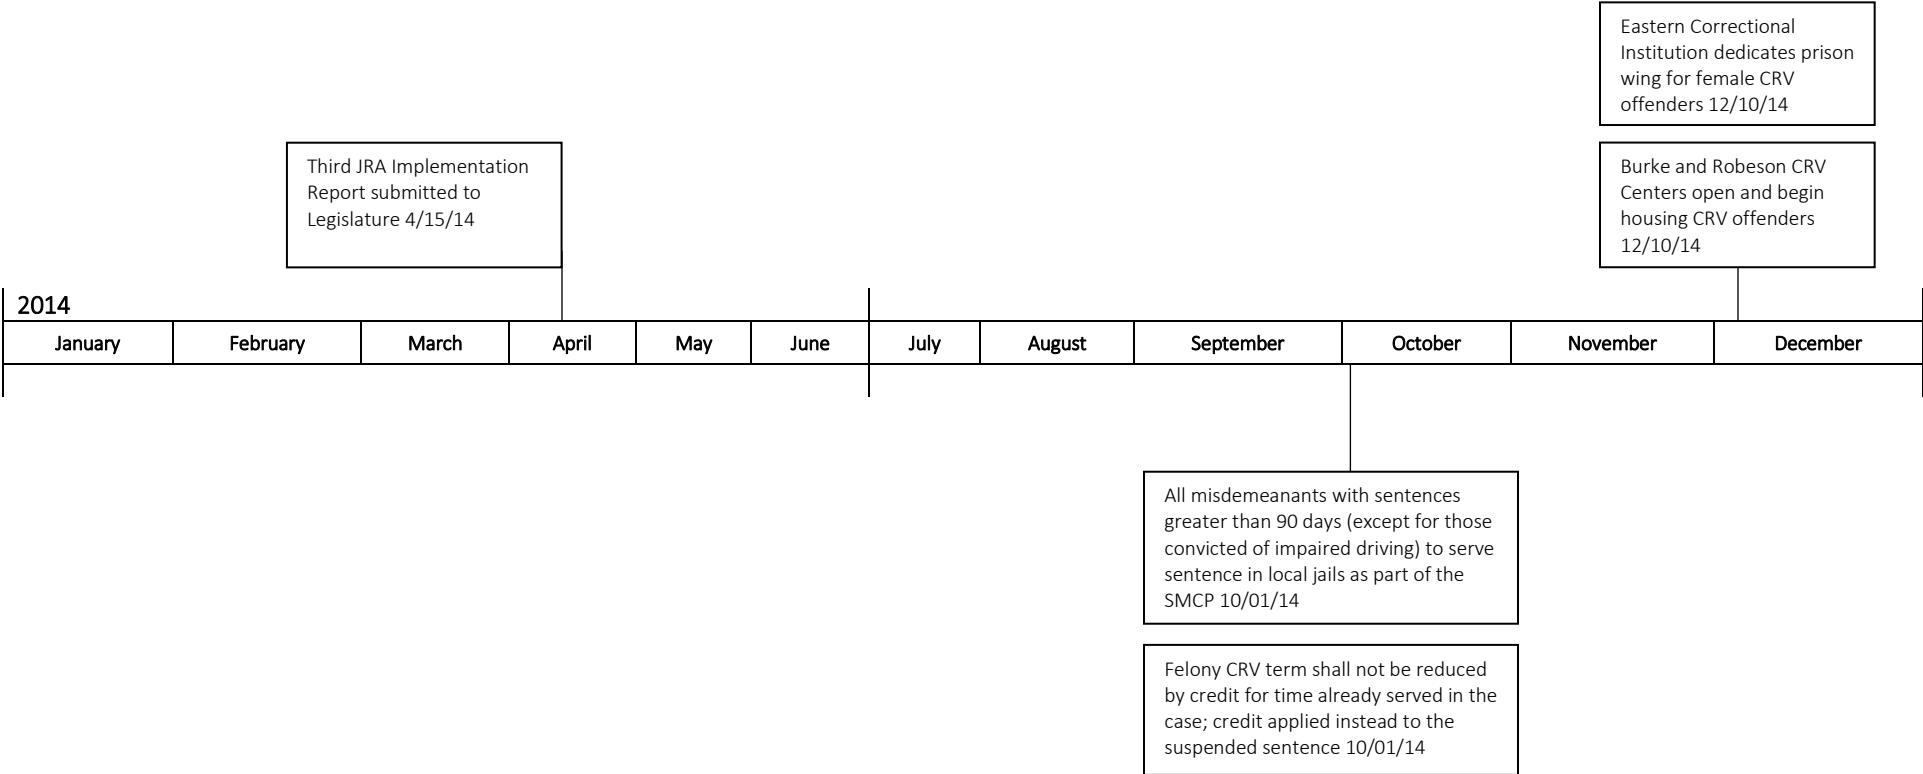 Eastern Correctional
Institution dedicates prison
wing for female CRV
offenders 12/10/14
Third JRA Implementation
Report submitted to
Legislature 4/15/14
Burke and Robeson CRV
Centers open and begin
housing CRV offenders
12/10/14
2014
January February March April May June July August September October November December
All misdemeanants with sentences
greater than 90 days (except for those
convicted of impaired driving) to serve
sentence in local jails as part of the
SMCP 10/01/14
Felony CRV term shall not be reduced
by credit for time already served in the
case; credit applied instead to the
suspended sentence 10/01/14